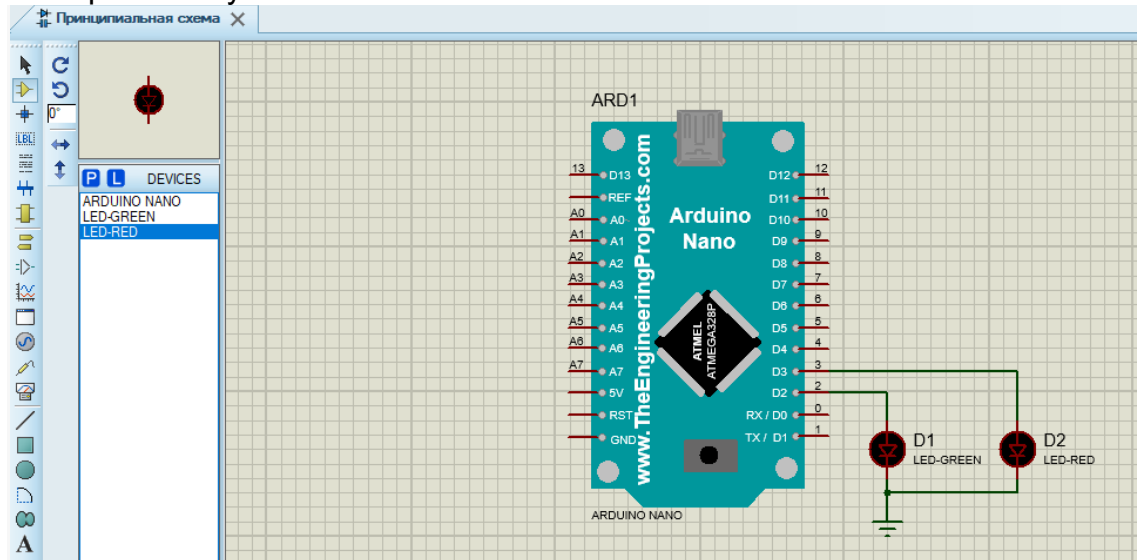 Принципиальная схема
0°
LBL
P L DEVICES
ARDUINO NANO
LED-GREEN
LED-RED
A
ARD1
www.TheEngineeringProjects.com
Arduino
Nano
ATMEL
ATMEGA328P
13 D13
REF
A0 A0
A1 A1
A2 A2
A3 A3
A4 A4
A5 A5
A6 A6
A7 A7
5V
RST
GND
D12 12
D11 11
D10 10
D9 9
D8 8
D7 7
D6 6
D5 5
D4 4
D3 3
D2 2
RX / D0 0
TX / D1 1
ARDUINO NANO
D1
LED-GREEN
D2
LED-RED